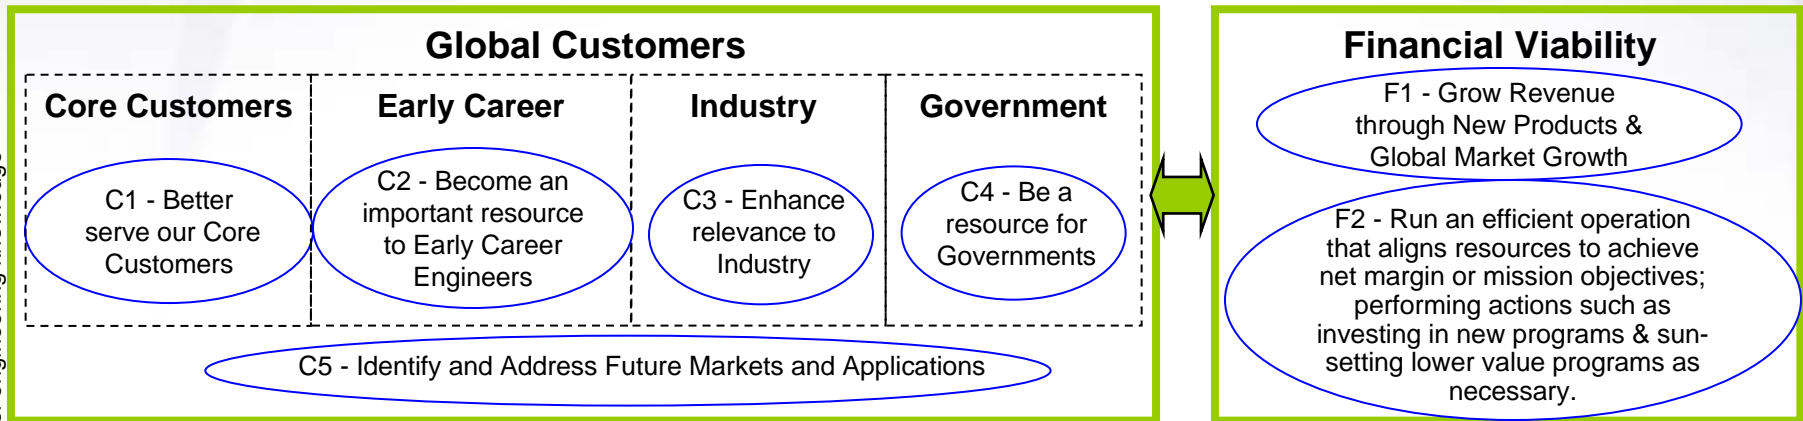 Global Customers
Core Customers
Early Career
Industry
Government
C1 - Better
serve our Core
Customers
C2 - Become an
important resource
to Early Career
Engineers
C3 - Enhance
relevance to
Industry
C4 - Be a
resource for
Governments
C5 - Identify and Address Future Markets and Applications
Financial Viability
F1 - Grow Revenue
through New Products &
Global Market Growth
F2 - Run an efficient operation
that aligns resources to achieve
net margin or mission objectives;
performing actions such as
investing in new programs & sun-
setting lower value programs as
necessary.